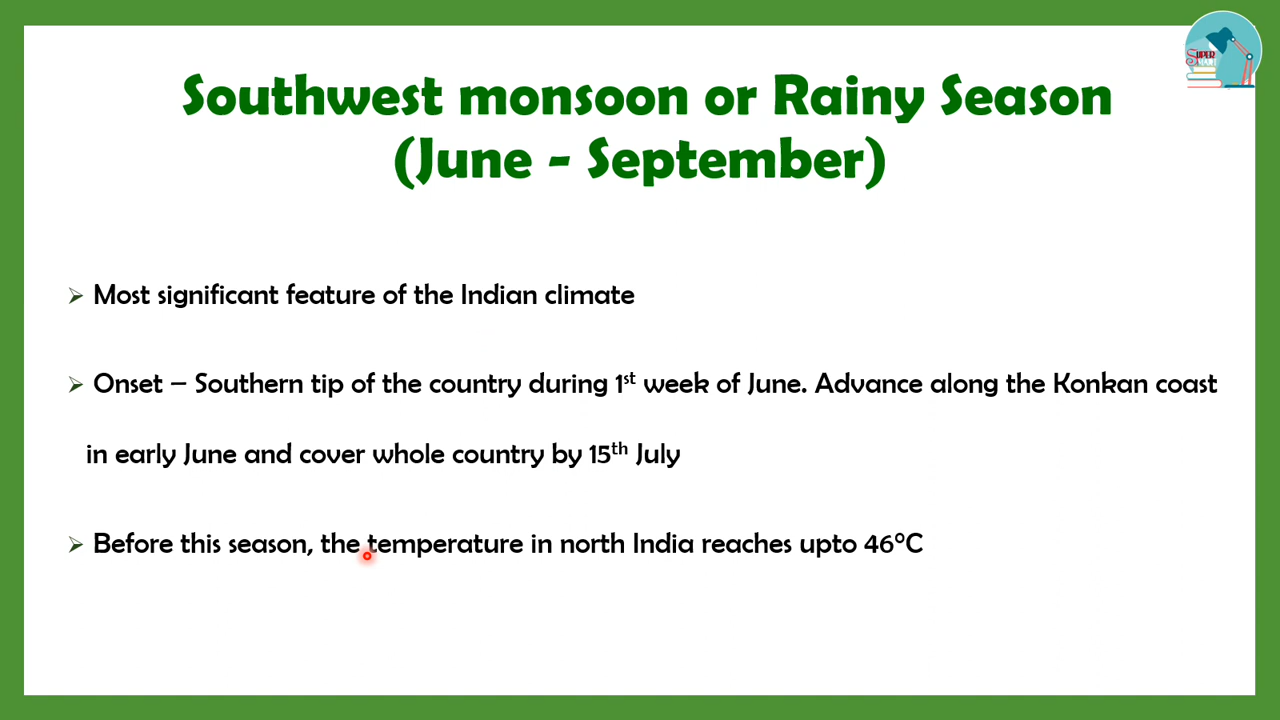 SUPER
Southwest monsoon or Rainy Season
(June - September)
➢ Most significant feature of the Indian climate
➢ Onset – Southern tip of the country during 1st week of June. Advance along the Konkan coast
in early June and cover whole country by 15th July
➢ Before this season, the temperature in north India reaches upto 46°C